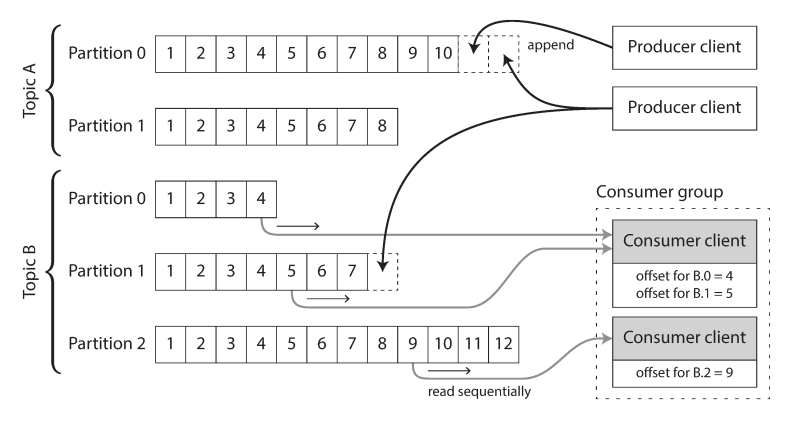 Topic A
Partition 0 1 2 3 4 5 6 7 8 9 10
append
Producer client
Producer client
Partition 1 1 2 3 4 5 6 7 8
Topic B
Partition 0 1 2 3 4
Partition 1 1 2 3 4 5 6 7
Partition 2 1 2 3 4 5 6 7 8 9 10 11 12
read sequentially
Consumer group
Consumer client
offset for B.0 = 4
offset for B.1 = 5
Consumer client
offset for B.2 = 9